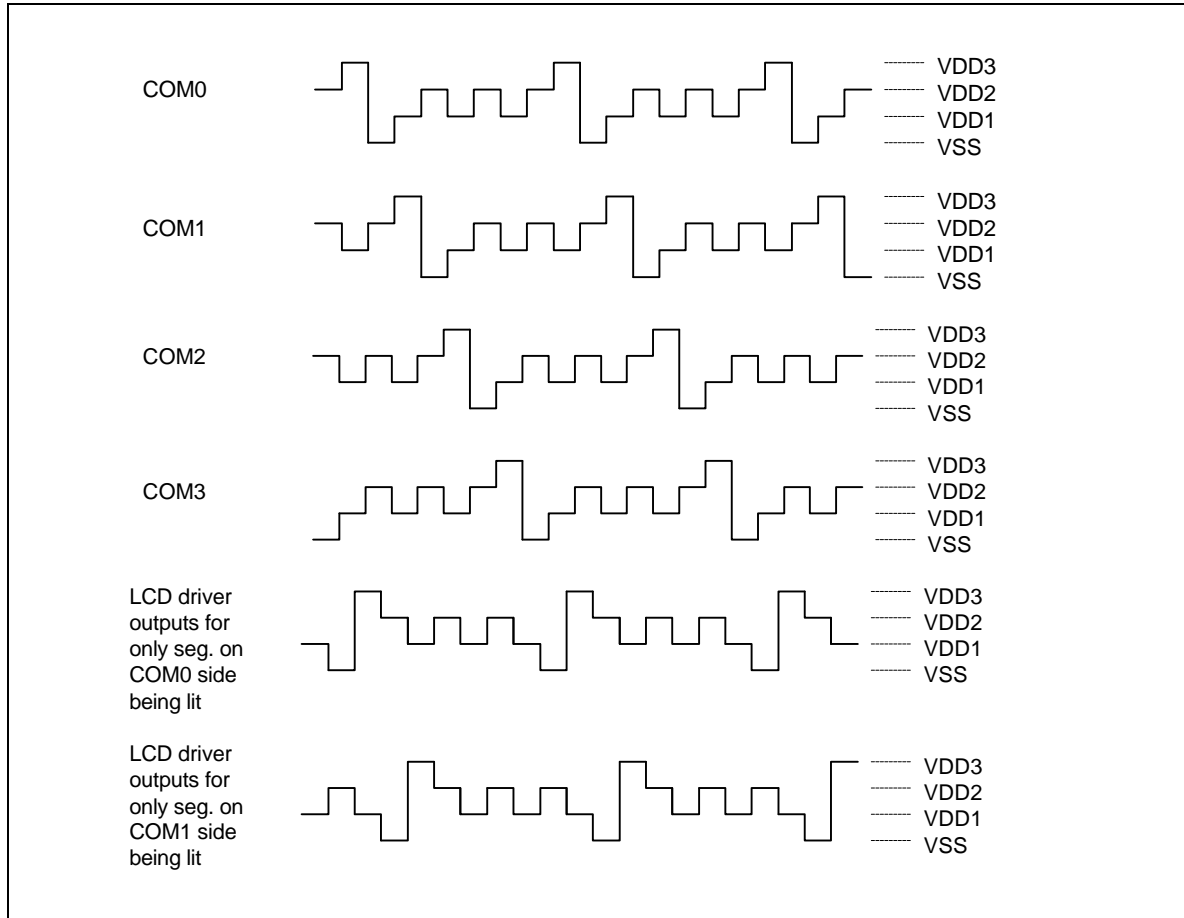 COM0
VDD3
VDD2
VDD1
VSS
COM1
VDD3
VDD2
VDD1
VSS
COM2
VDD3
VDD2
VDD1
VSS
COM3
VDD3
VDD2
VDD1
VSS
LCD driver
outputs for
only seg. on
COM0 side
being lit
VDD3
VDD2
VDD1
VSS
LCD driver
outputs for
only seg. on
COM1 side
being lit
VDD3
VDD2
VDD1
VSS